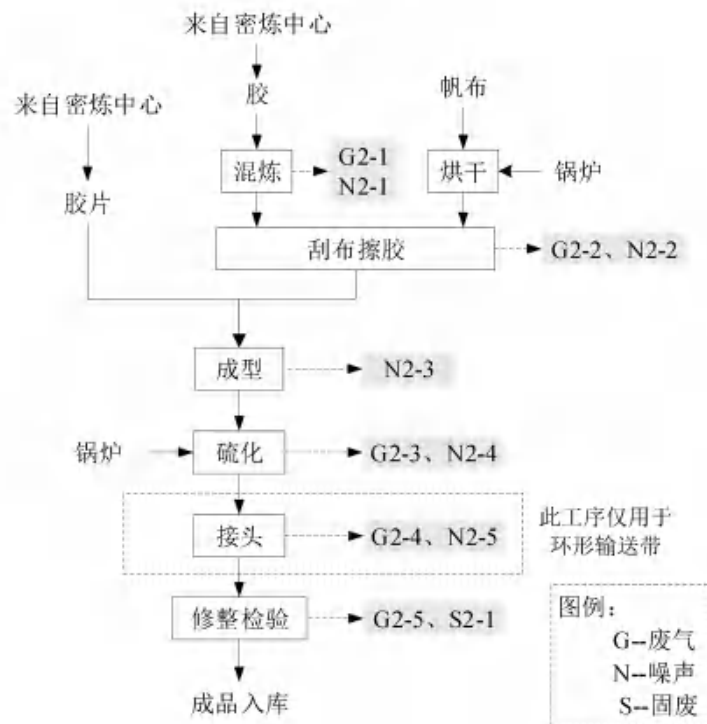 来自密炼中心
来自密炼中心
胶
帆布
混炼
G2-1
N2-1
烘干
锅炉
胶片
刮布擦胶
G2-2、N2-2
成型
N2-3
锅炉
硫化
G2-3、N2-4
接头
G2-4、N2-5
此工序仅用于
环形输送带
修整检验
G2-5、S2-1
成品入库
图例：
G--废气
N--噪声
S--固废